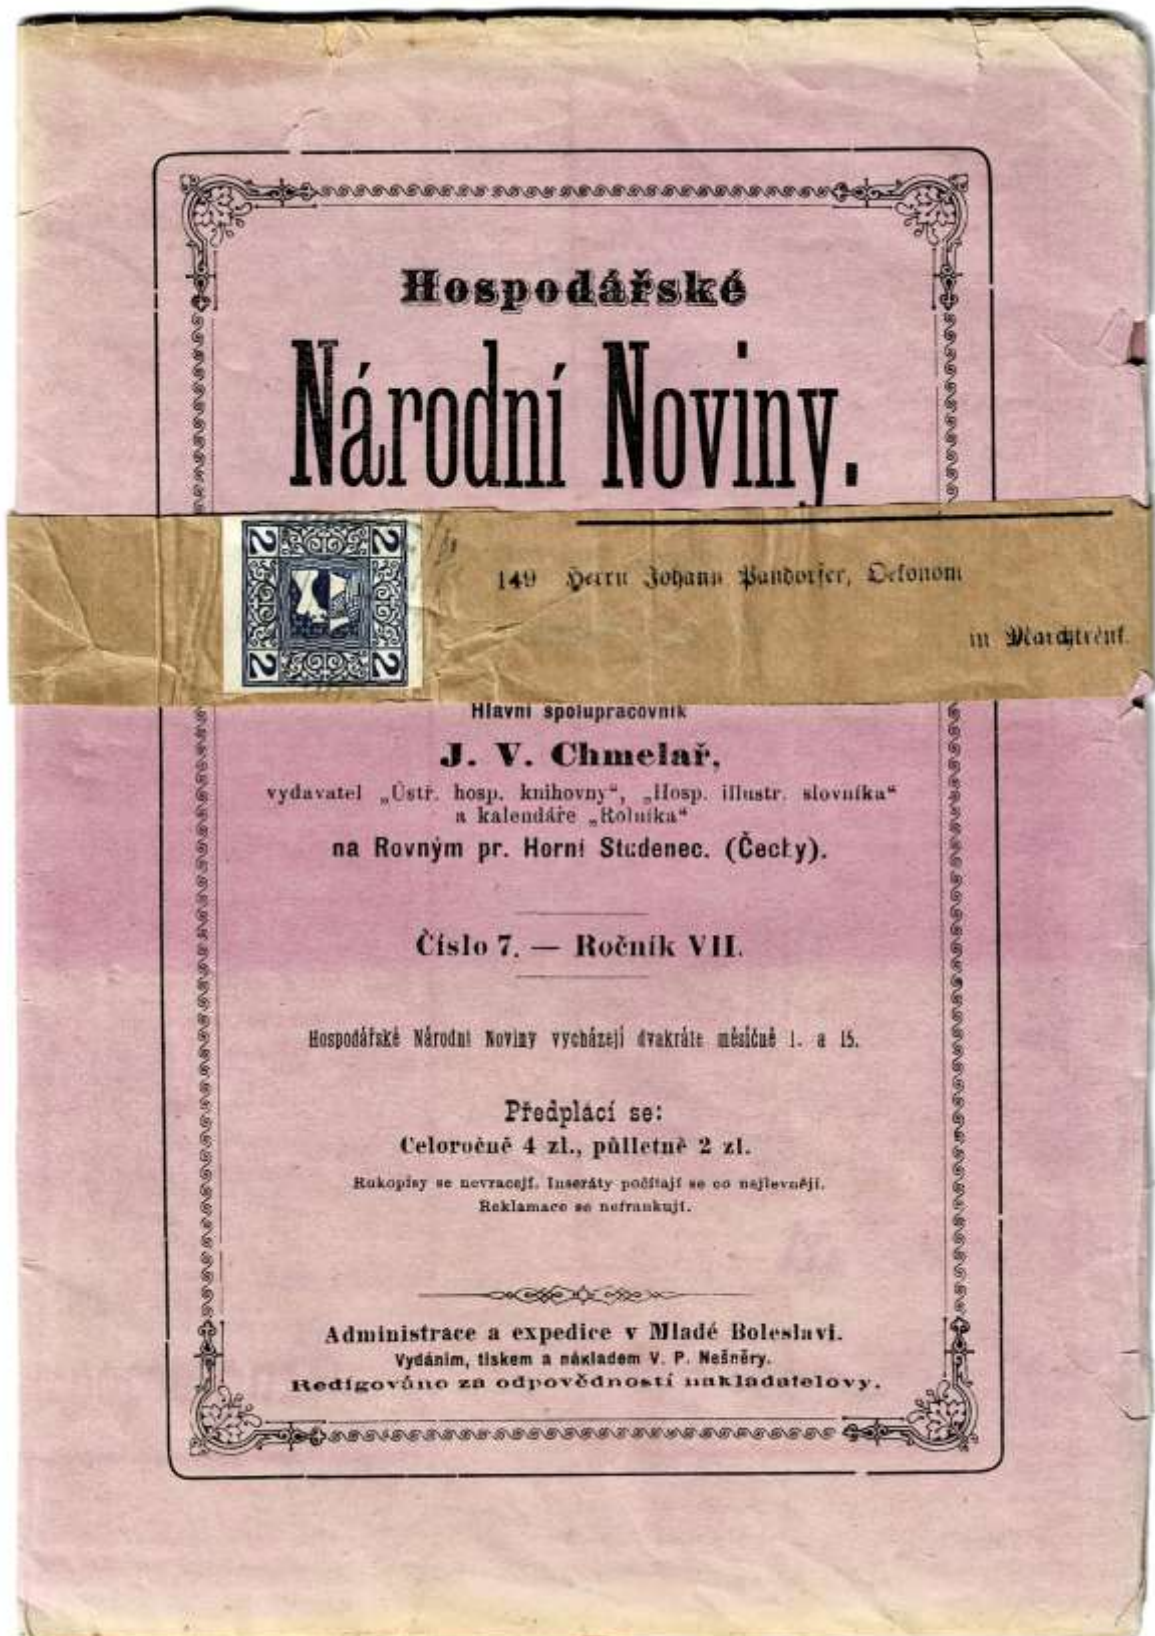 Hospodářské
Národní Noviny.
2 2
149 Herrn Johann Pandorfer, Oekonom
in Marchtrenk.
2 2
Hlavní spolupracovník
J. V. Chmelař,
vydavatel „Ústř. hosp. knihovny“, „Hosp. illustr. slovníka“
a kalendáře „Rolníka“
na Rovným pr. Horní Studenec. (Čechy).
Číslo 7. — Ročník VII.
Hospodářské Národní Noviny vycházejí dvakráte měsíčně 1. a 15.
Předplácí se:
Celoročně 4 zl., půlletně 2 zl.
Rukopisy se nevracejí. Inseráty počítají se co nejlevněji.
Reklamace se nefrankují.
Administrace a expedice v Mladé Boleslavi.
Vydáním, tiskem a nákladem V. P. Nešněry.
Redigováno za odpovědností nakladatelovy.